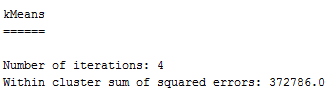 kMeans
======
Number of iterations: 4
Within cluster sum of squared errors: 372786.0